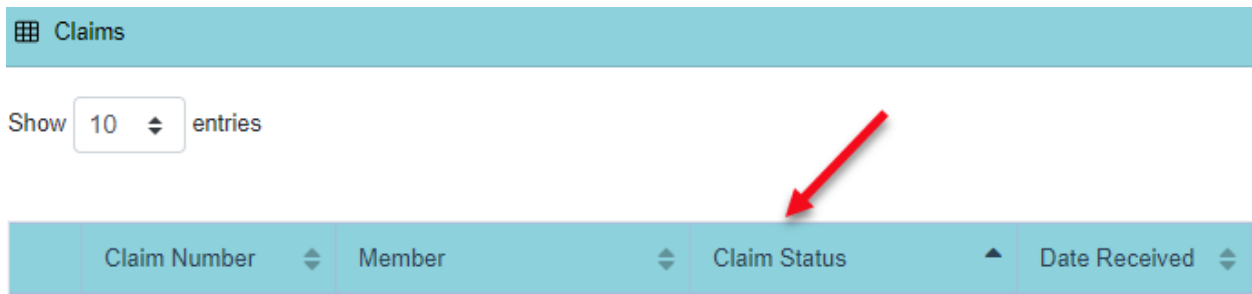 Claims
Show 10 entries
Claim Number Member Claim Status Date Received